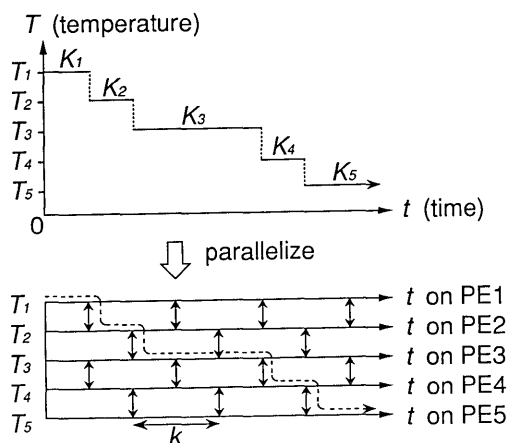 T (temperature)
K1
T1
K2
T2
K3
T3
K4
T4
K5
T5
0
t (time)
parallelize
T1
t on PE1
T2
t on PE2
T3
t on PE3
T4
t on PE4
T5
t on PE5
k